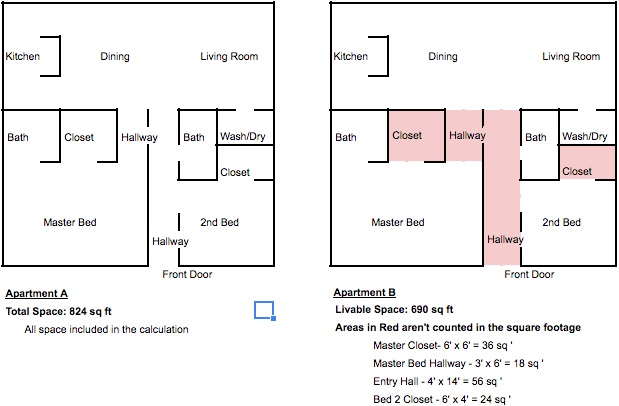 Kitchen Dining Living Room
Bath Closet Hallway Bath Wash/Dry
Closet
Master Bed 2nd Bed
Hallway
Front Door
Apartment A
Total Space: 824 sq ft
All space included in the calculation
Kitchen Dining Living Room
Bath Closet Hallway Bath Wash/Dry
Closet
Master Bed 2nd Bed
Hallway
Front Door
Apartment B
Livable Space: 690 sq ft
Areas in Red aren't counted in the square footage
Master Closet- 6' x 6' = 36 sq '
Master Bed Hallway - 3' x 6' = 18 sq '
Entry Hall - 4' x 14' = 56 sq '
Bed 2 Closet - 6' x 4' = 24 sq '